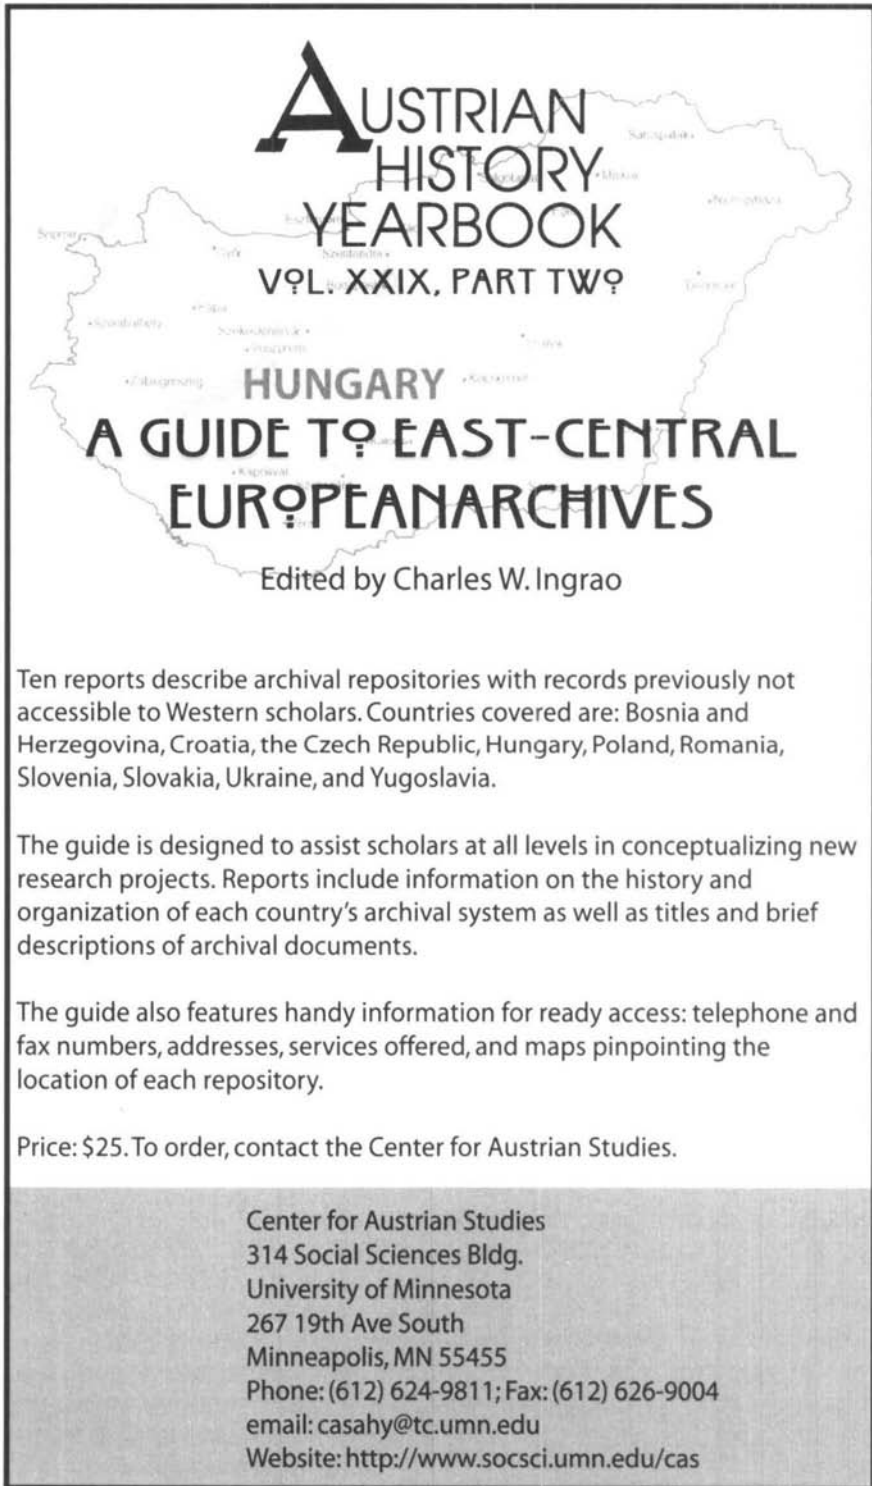 AUSTRIAN
HISTORY
YEARBOOK
VOL. XXIX, PART TWO
HUNGARY
A GUIDE TO EAST-CENTRAL
EUROPEANARCHIVES
Edited by Charles W. Ingrao
Ten reports describe archival repositories with records previously not
accessible to Western scholars. Countries covered are: Bosnia and
Herzegovina, Croatia, the Czech Republic, Hungary, Poland, Romania,
Slovenia, Slovakia, Ukraine, and Yugoslavia.
The guide is designed to assist scholars at all levels in conceptualizing new
research projects. Reports include information on the history and
organization of each country's archival system as well as titles and brief
descriptions of archival documents.
The guide also features handy information for ready access: telephone and
fax numbers, addresses, services offered, and maps pinpointing the
location of each repository.
Price: $25. To order, contact the Center for Austrian Studies.
Center for Austrian Studies
314 Social Sciences Bldg.
University of Minnesota
267 19th Ave South
Minneapolis, MN 55455
Phone: (612) 624-9811; Fax: (612) 626-9004
email: casahy@tc.umn.edu
Website: http://www.socsci.umn.edu/cas